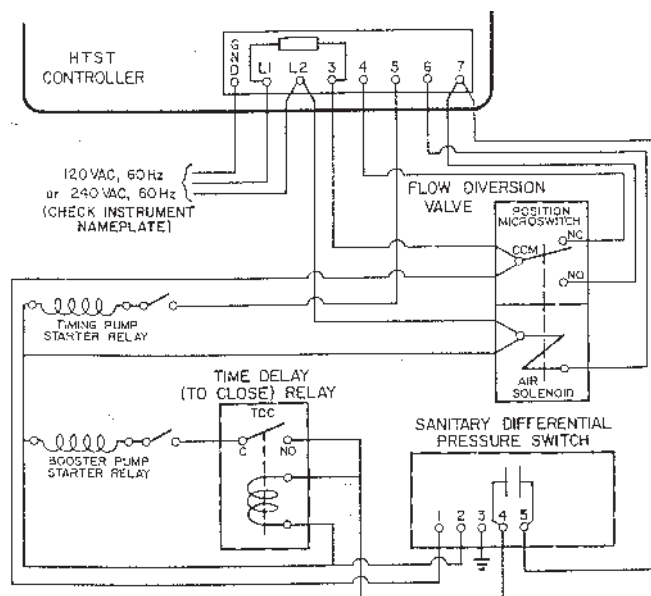 HTST
CONTROLLER
GND L1 L2 3 4 5 6 7
120 VAC, 60 Hz
or 240 VAC, 60 Hz
(CHECK INSTRUMENT
NAMEPLATE)
FLOW DIVERSION
VALVE
POSITION
MICROSWITCH
NC
COM
NO
TIMING PUMP
STARTER RELAY
AIR
SOLENOID
TIME DELAY
(TO CLOSE) RELAY
TDC
C NO
BOOSTER PUMP
STARTER RELAY
SANITARY DIFFERENTIAL
PRESSURE SWITCH
1 2 3 4 5